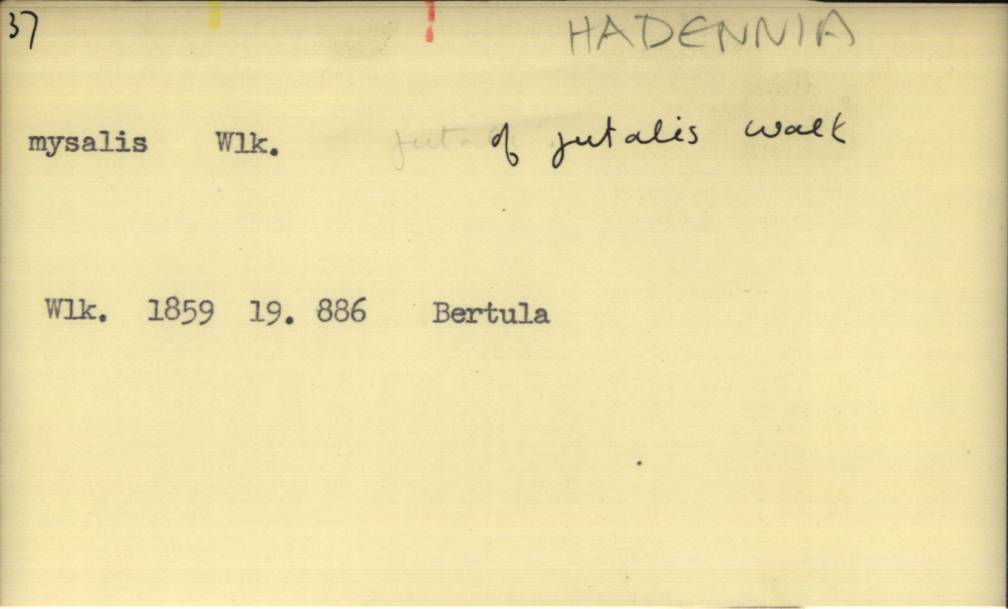 37 HADENNIA
mysalis Wlk. of jutalis walk
Wlk. 1859 19. 886 Bertula